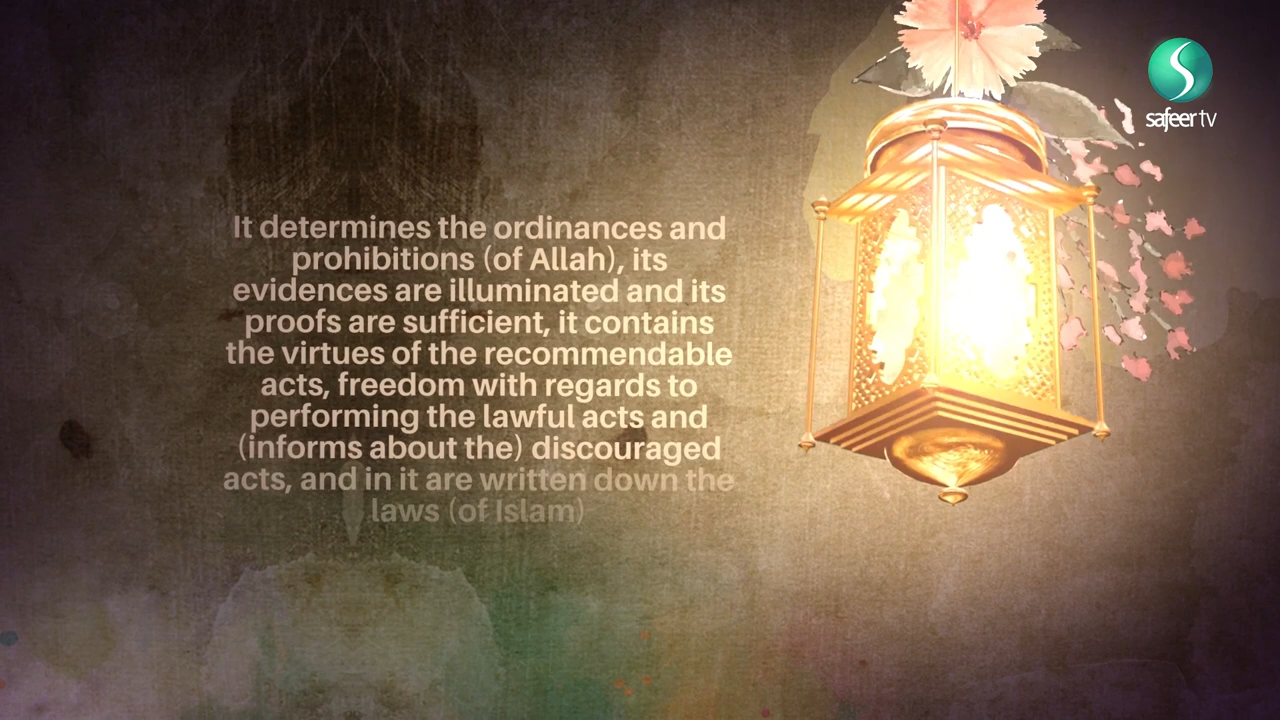 It determines the ordinances and
prohibitions (of Allah), its
evidences are illuminated and its
proofs are sufficient, it contains
the virtues of the recommendable
acts, freedom with regards to
performing the lawful acts and
(informs about the) discouraged
acts, and in it are written down the
laws (of Islam)
safeer tv